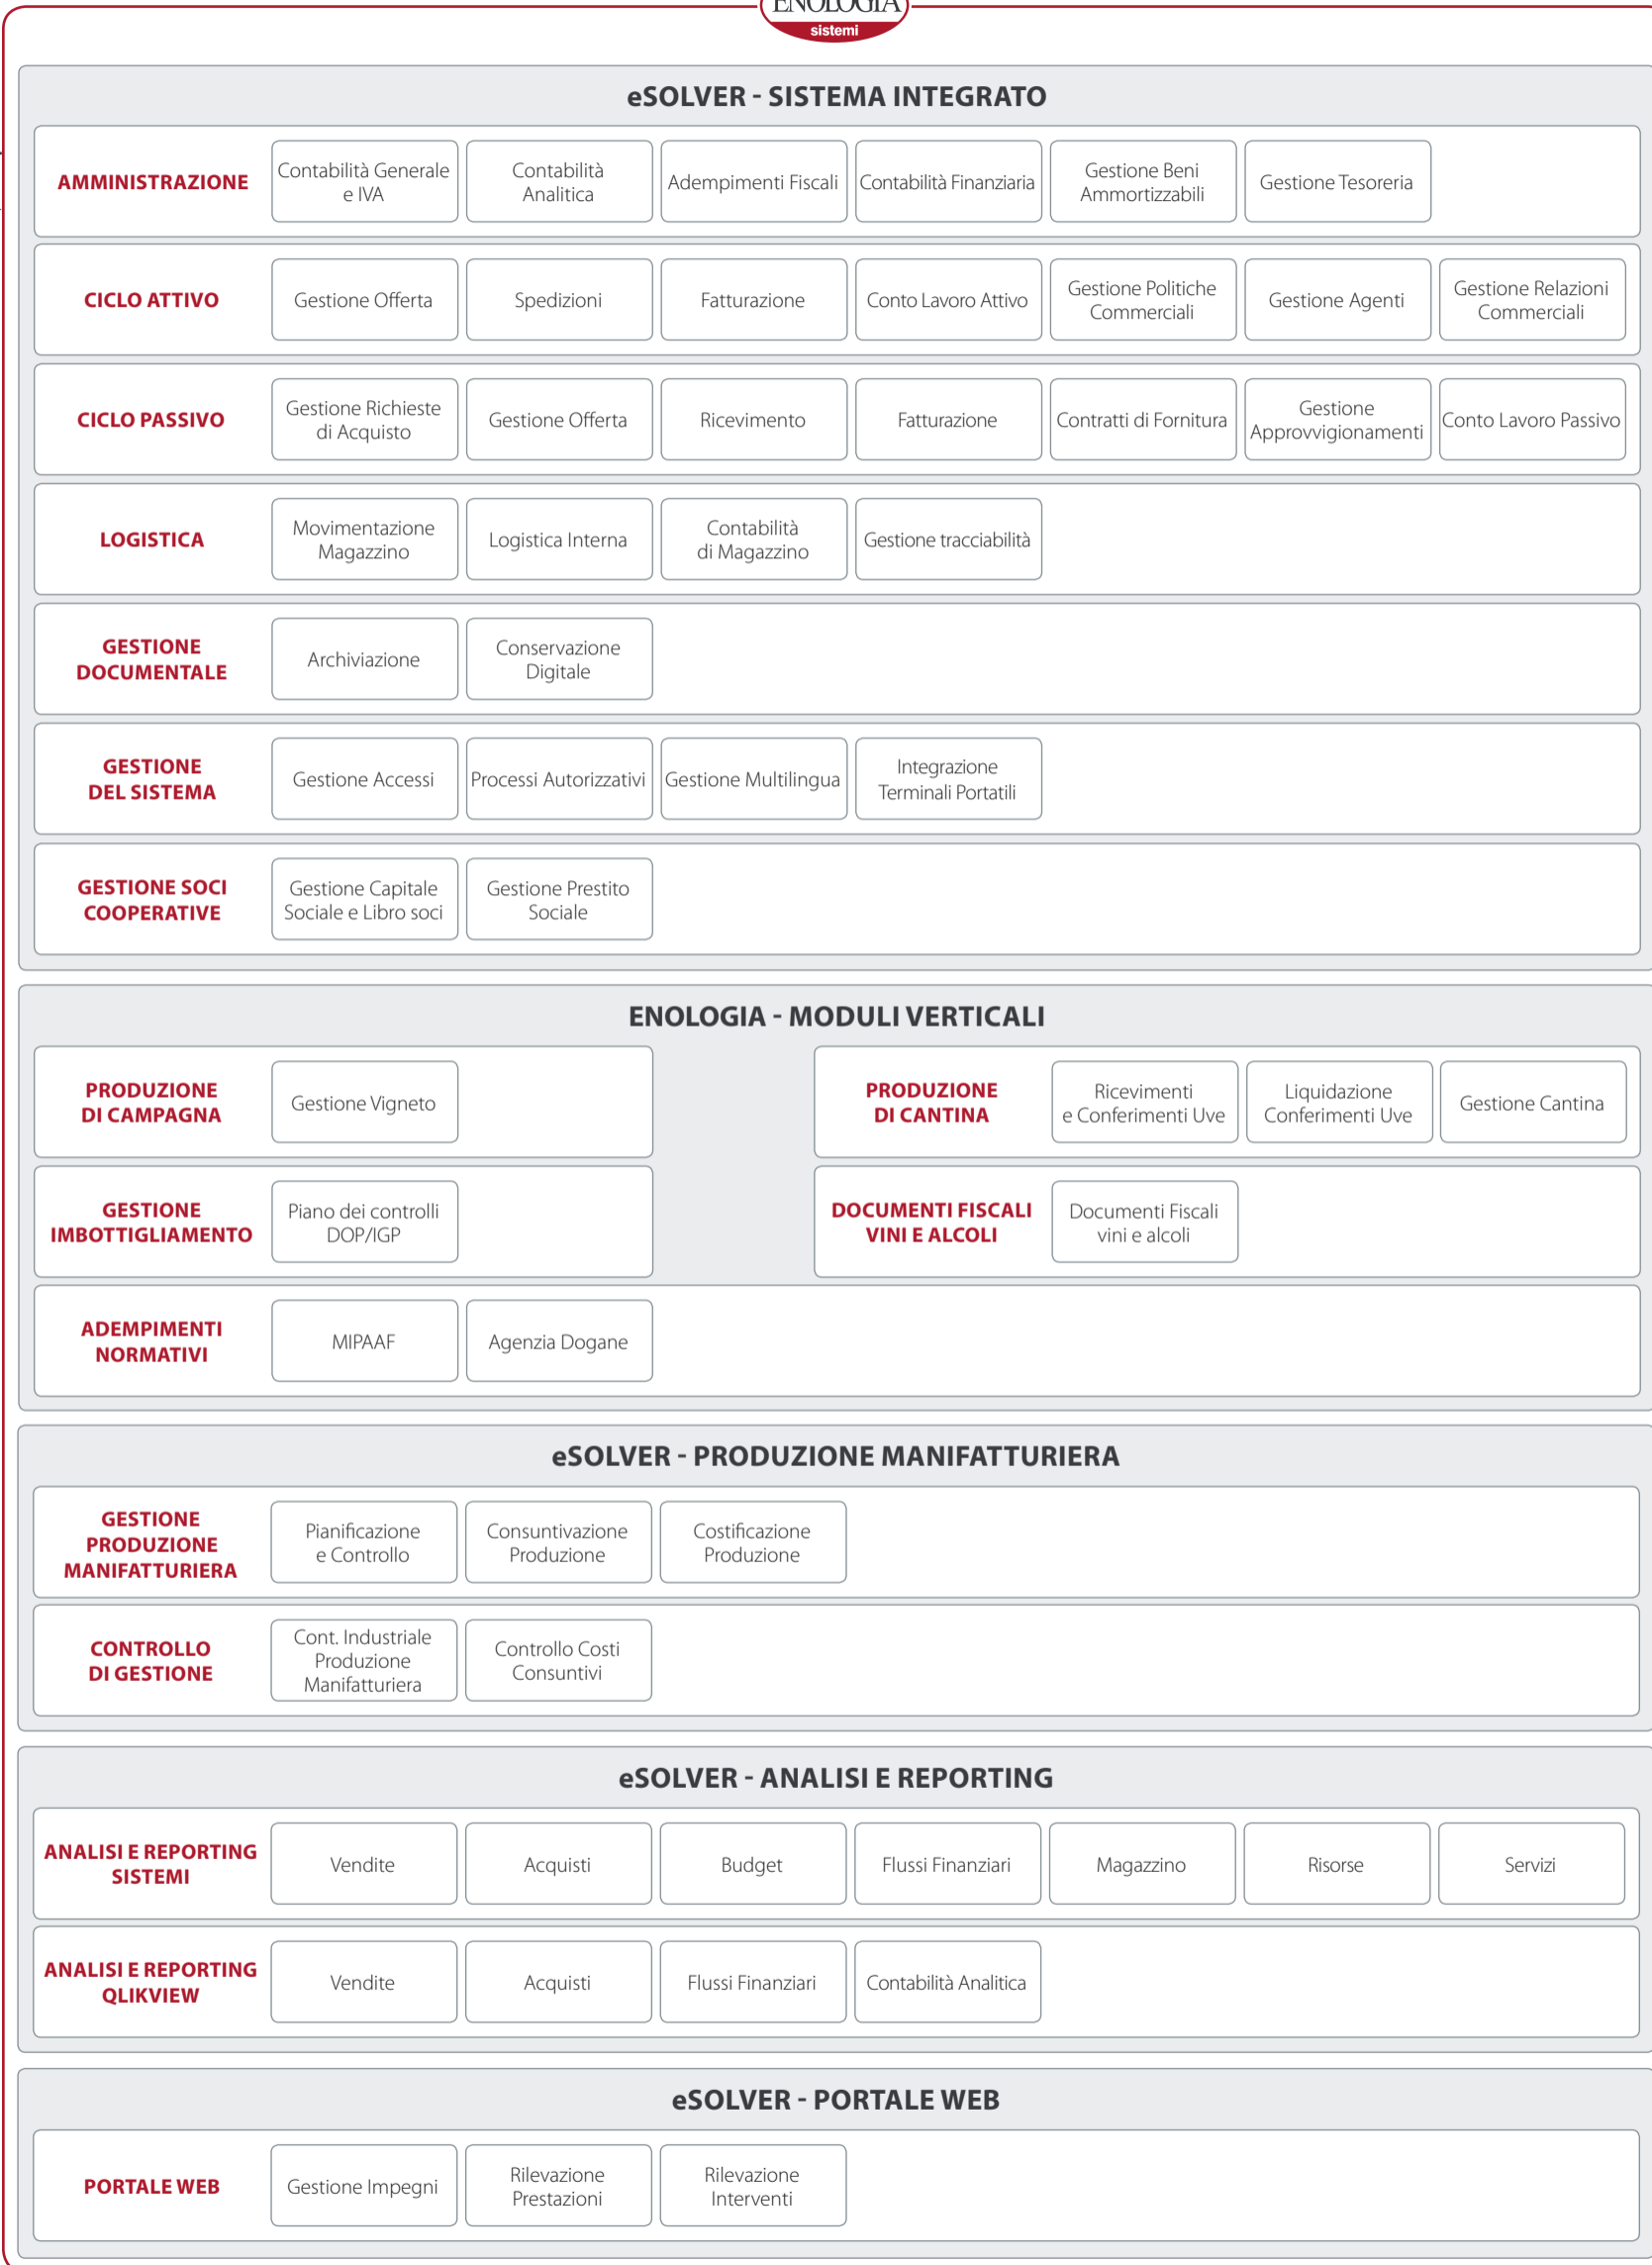 ENOLOGIA
sistemi
eSOLVER - SISTEMA INTEGRATO
AMMINISTRAZIONE
Contabilità Generale
e IVA
Contabilità
Analitica
Adempimenti Fiscali
Contabilità Finanziaria
Gestione Beni
Ammortizzabili
Gestione Tesoreria
CICLO ATTIVO
Gestione Offerta
Spedizioni
Fatturazione
Conto Lavoro Attivo
Gestione Politiche
Commerciali
Gestione Agenti
Gestione Relazioni
Commerciali
CICLO PASSIVO
Gestione Richieste
di Acquisto
Gestione Offerta
Ricevimento
Fatturazione
Contratti di Fornitura
Gestione
Approvvigionamenti
Conto Lavoro Passivo
LOGISTICA
Movimentazione
Magazzino
Logistica Interna
Contabilità
di Magazzino
Gestione tracciabilità
GESTIONE
DOCUMENTALE
Archiviazione
Conservazione
Digitale
GESTIONE
DEL SISTEMA
Gestione Accessi
Processi Autorizzativi
Gestione Multilingua
Integrazione
Terminali Portatili
GESTIONE SOCI
COOPERATIVE
Gestione Capitale
Sociale e Libro soci
Gestione Prestito
Sociale
ENOLOGIA - MODULI VERTICALI
PRODUZIONE
DI CAMPAGNA
Gestione Vigneto
PRODUZIONE
DI CANTINA
Ricevimenti
e Conferimenti Uve
Liquidazione
Conferimenti Uve
Gestione Cantina
GESTIONE
IMBOTTIGLIAMENTO
Piano dei controlli
DOP/IGP
DOCUMENTI FISCALI
VINI E ALCOLI
Documenti Fiscali
vini e alcoli
ADEMPIMENTI
NORMATIVI
MIPAAF
Agenzia Dogane
eSOLVER - PRODUZIONE MANIFATTURIERA
GESTIONE
PRODUZIONE
MANIFATTURIERA
Pianificazione
e Controllo
Consuntivazione
Produzione
Costificazione
Produzione
CONTROLLO
DI GESTIONE
Cont. Industriale
Produzione
Manifatturiera
Controllo Costi
Consuntivi
eSOLVER - ANALISI E REPORTING
ANALISI E REPORTING
SISTEMI
Vendite
Acquisti
Budget
Flussi Finanziari
Magazzino
Risorse
Servizi
ANALISI E REPORTING
QLIKVIEW
Vendite
Acquisti
Flussi Finanziari
Contabilità Analitica
eSOLVER - PORTALE WEB
PORTALE WEB
Gestione Impegni
Rilevazione
Prestazioni
Rilevazione
Interventi